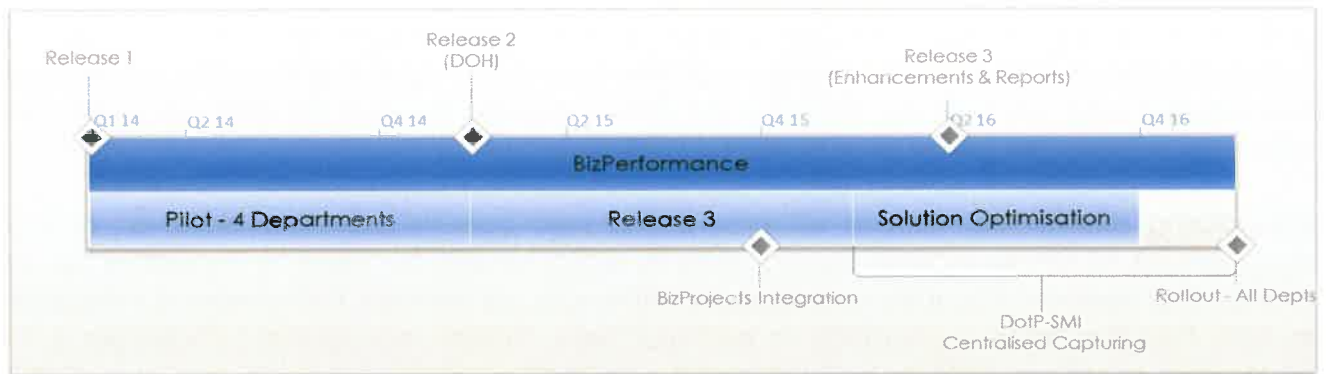 Release 1
Release 2
(DOH)
Release 3
(Enhancements & Reports)
Q1 14
Q2 14
Q4 14
Q2 15
Q4 15
Q2 16
Q4 16
BizPerformance
Pilot - 4 Departments
Release 3
Solution Optimisation
BizProjects Integration
Rollout - All Depts
DotP-SMI
Centralised Capturing